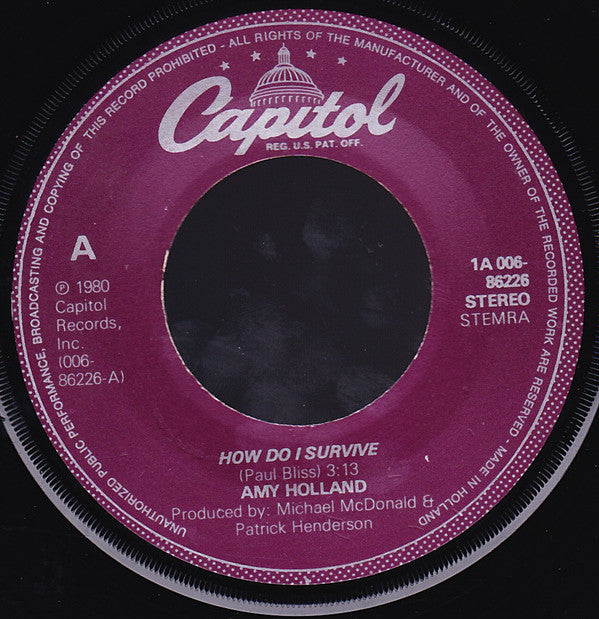 UNAUTHORIZED PUBLIC PERFORMANCE, BROADCASTING AND COPYING OF THIS RECORD PROHIBITED - ALL RIGHTS OF THE MANUFACTURER AND OF THE OWNER OF THE RECORDED WORK ARE RESERVED. MADE IN HOLLAND
Capitol
REG. U.S. PAT. OFF.
A
℗ 1980
Capitol
Records,
Inc.
(006-
86226-A)
1A 006-
86226
STEREO
STEMRA
HOW DO I SURVIVE
(Paul Bliss) 3:13
AMY HOLLAND
Produced by: Michael McDonald &
Patrick Henderson